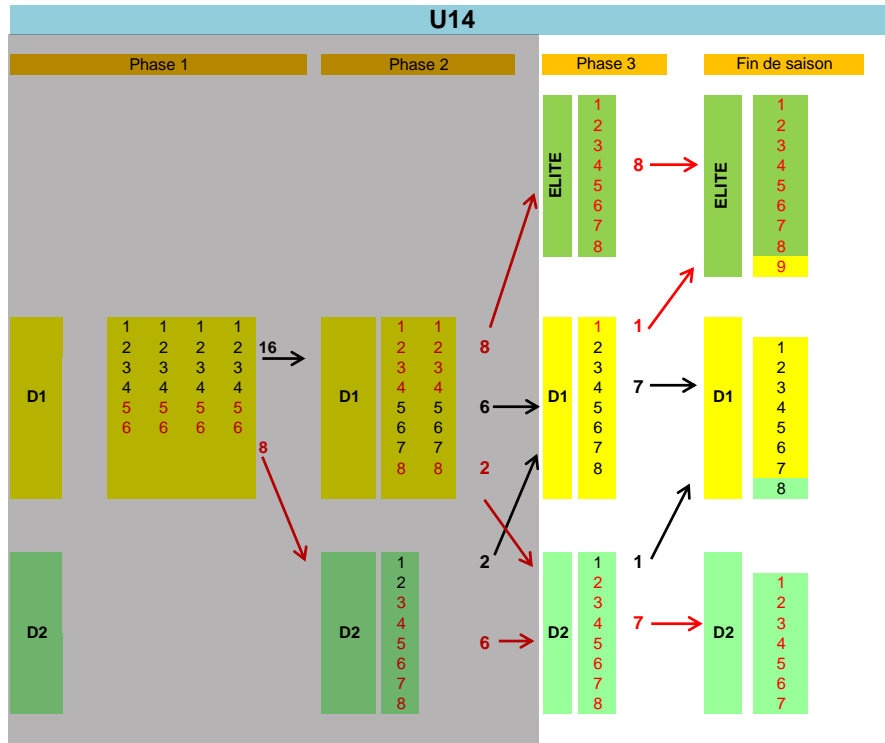 U14
Phase 1 Phase 2 Phase 3 Fin de saison
1 1
2 2
3 3
4 8 4
ELITE 5 ELITE 5
6 6
7 7
8 8
9
1 1 1 1 1 1 1 1
2 2 2 2 16 2 2 8 2 1
3 3 3 3 3 3 3 2
D1 4 4 4 4 D1 4 4 D1 4 7 D1 3
5 5 5 5 5 5 6 5 4
6 6 6 6 6 6 6 5
8 7 7 7 6
8 8 2 8 7
8
1 2 1 1
2 2 1
3 3 2
D2 D2 4 D2 4 D2 3
5 6 5 7 4
6 6 5
7 7 6
8 8 7